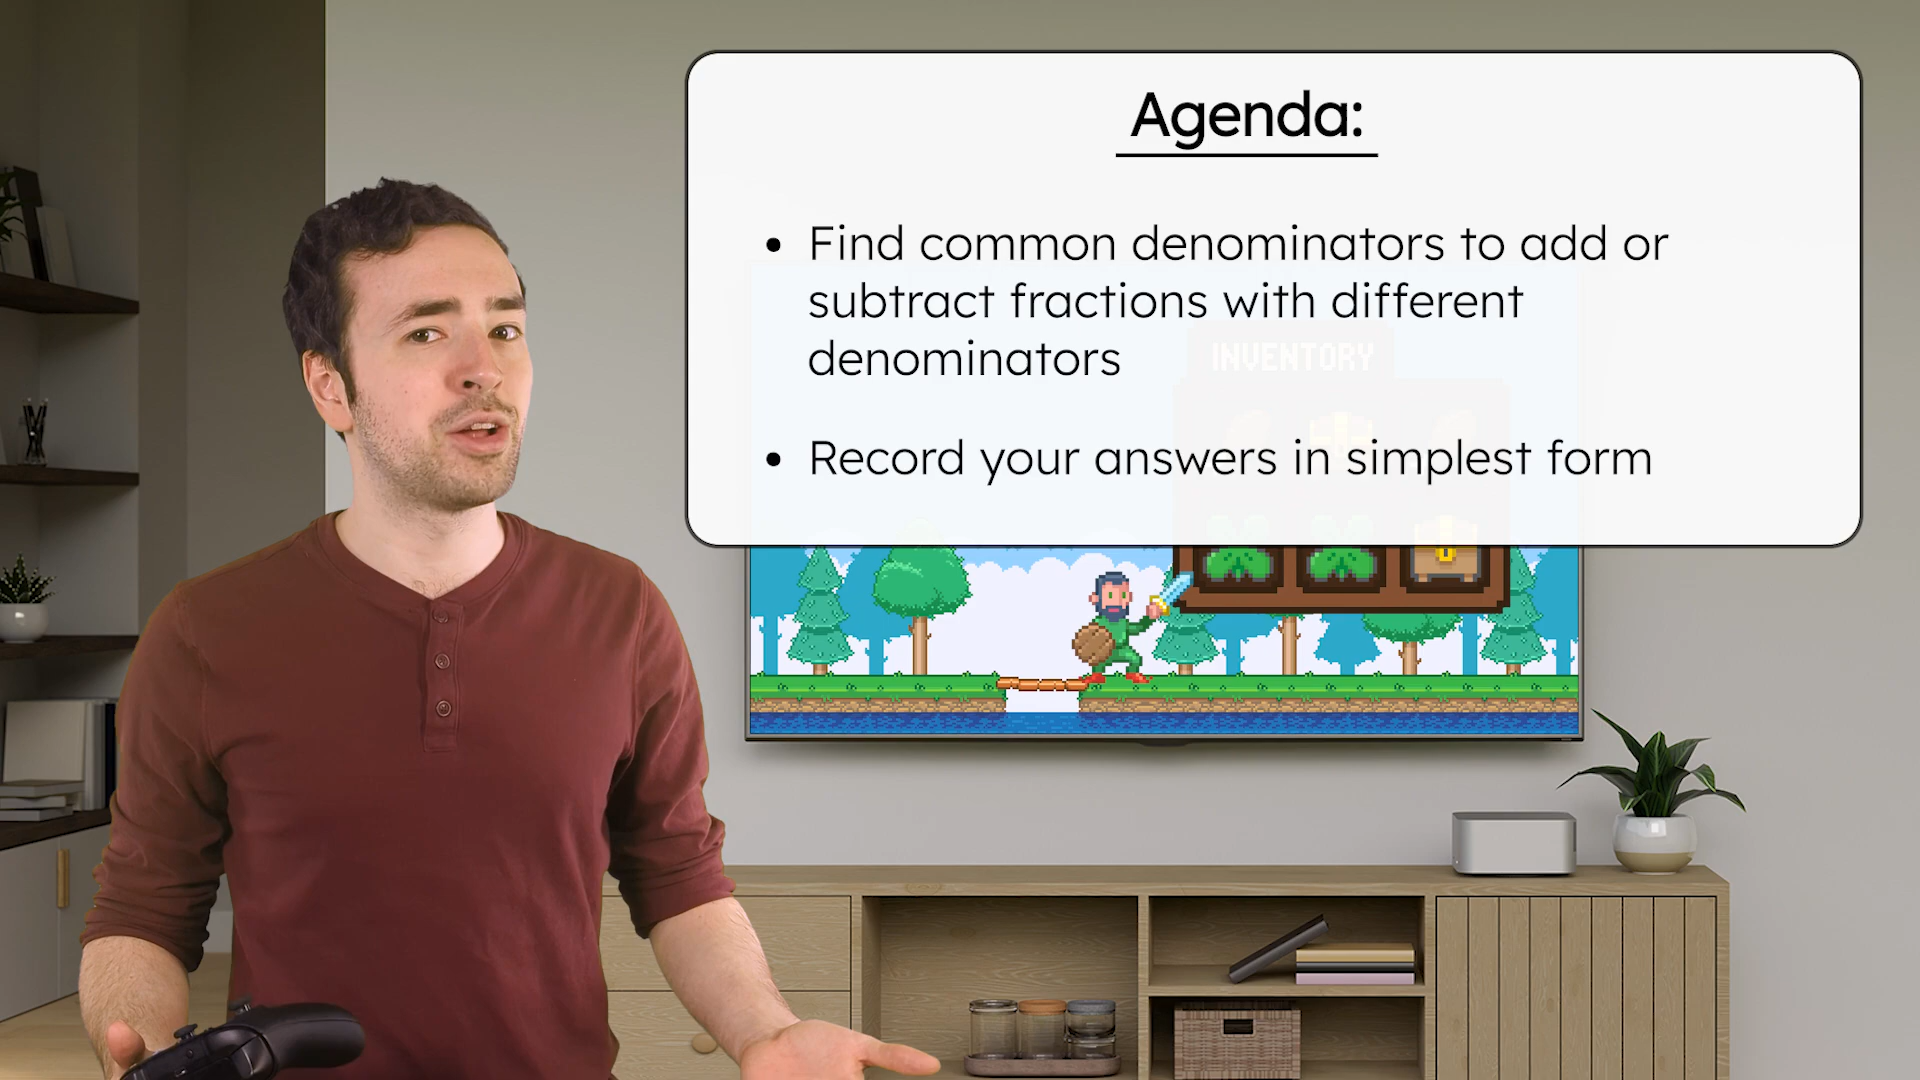 Agenda:
• Find common denominators to add or
subtract fractions with different
denominators
INVENTORY
• Record your answers in simplest form